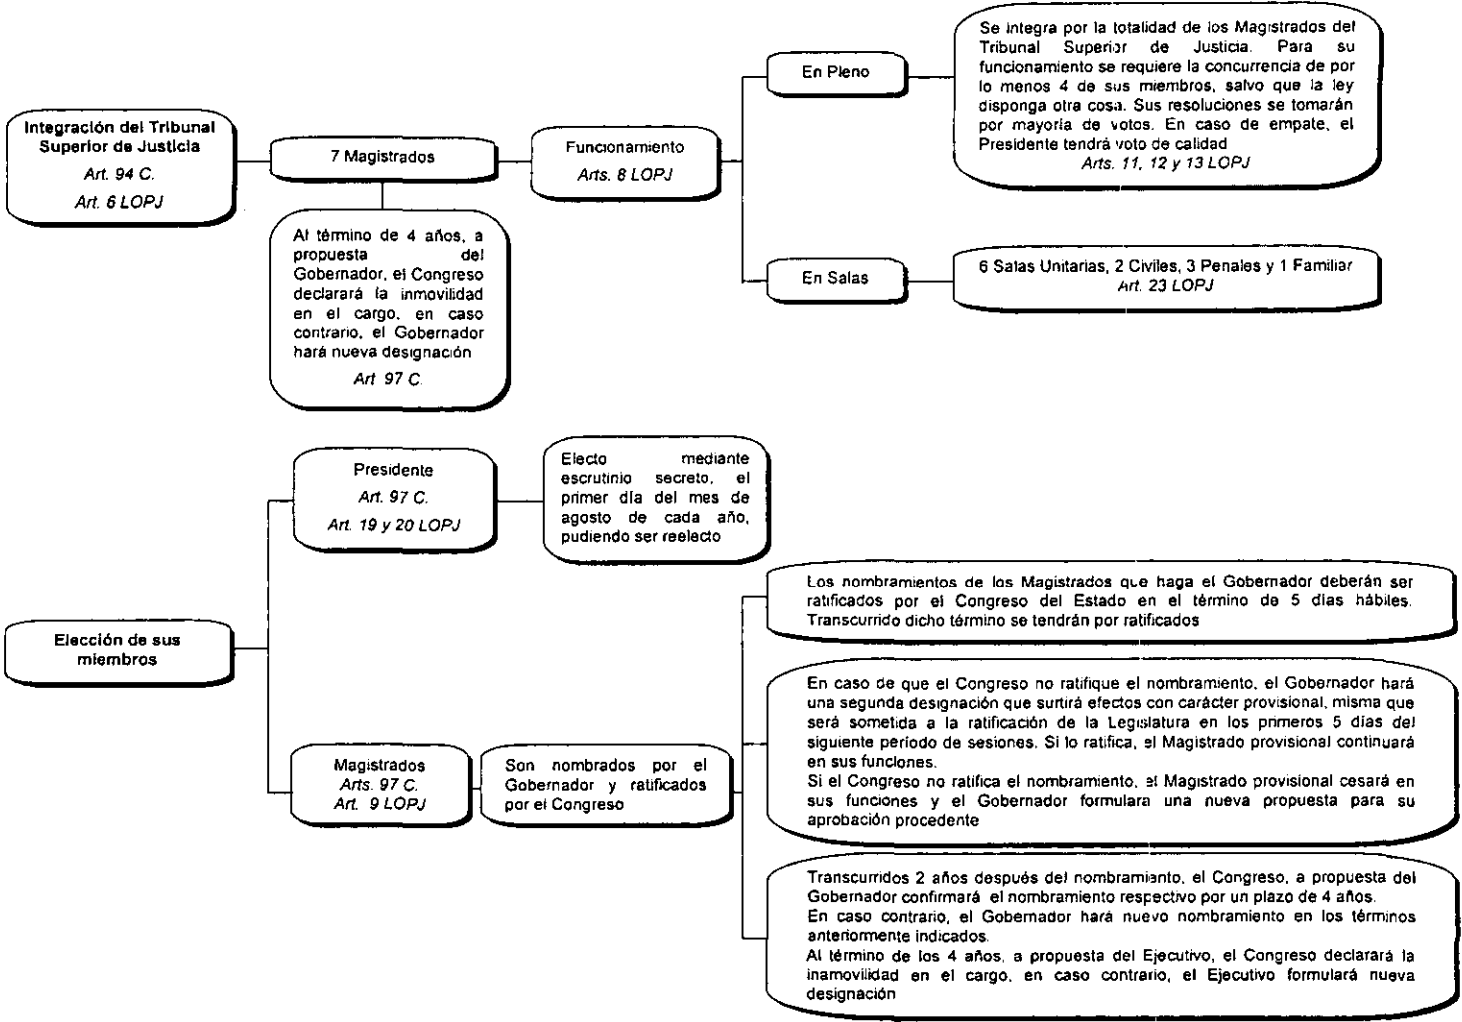 Integración del Tribunal
Superior de Justicia
Art. 94 C.
Art. 6 LOPJ
7 Magistrados
Al término de 4 años, a
propuesta del
Gobernador, el Congreso
declarará la inmovilidad
en el cargo, en caso
contrario, el Gobernador
hará nueva designación
Art 97 C.
Funcionamiento
Arts. 8 LOPJ
En Pleno
Se integra por la totalidad de los Magistrados del
Tribunal Superior de Justicia. Para su
funcionamiento se requiere la concurrencia de por
lo menos 4 de sus miembros, salvo que la ley
disponga otra cosa. Sus resoluciones se tomarán
por mayoría de votos. En caso de empate, el
Presidente tendrá voto de calidad
Arts. 11, 12 y 13 LOPJ
En Salas
6 Salas Unitarias, 2 Civiles, 3 Penales y 1 Familiar
Art. 23 LOPJ
Elección de sus
miembros
Presidente
Art. 97 C.
Art. 19 y 20 LOPJ
Electo mediante
escrutinio secreto, el
primer día del mes de
agosto de cada año,
pudiendo ser reelecto
Magistrados
Arts. 97 C.
Art. 9 LOPJ
Son nombrados por el
Gobernador y ratificados
por el Congreso
Los nombramientos de los Magistrados que haga el Gobernador deberán ser
ratificados por el Congreso del Estado en el término de 5 días hábiles.
Transcurrido dicho término se tendrán por ratificados
En caso de que el Congreso no ratifique el nombramiento, el Gobernador hará
una segunda designación que surtirá efectos con carácter provisional, misma que
será sometida a la ratificación de la Legislatura en los primeros 5 días del
siguiente período de sesiones. Si lo ratifica, el Magistrado provisional continuará
en sus funciones.
Si el Congreso no ratifica el nombramiento, el Magistrado provisional cesará en
sus funciones y el Gobernador formulara una nueva propuesta para su
aprobación procedente
Transcurridos 2 años después del nombramiento, el Congreso, a propuesta del
Gobernador confirmará el nombramiento respectivo por un plazo de 4 años.
En caso contrario, el Gobernador hará nuevo nombramiento en los términos
anteriormente indicados.
Al término de los 4 años, a propuesta del Ejecutivo, el Congreso declarará la
inamovilidad en el cargo, en caso contrario, el Ejecutivo formulará nueva
designación